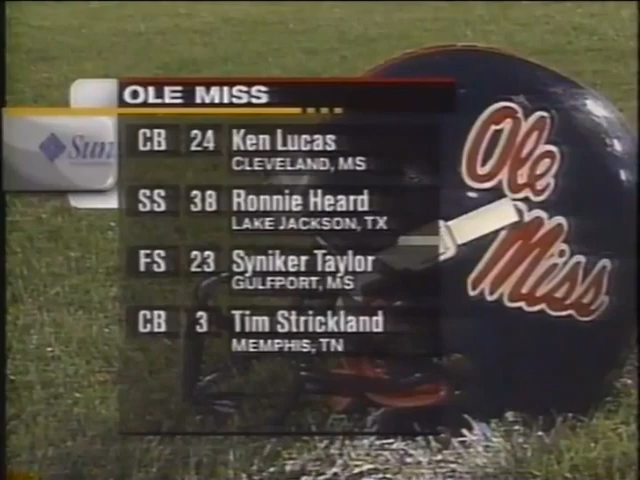 OLE MISS
CB 24 Ken Lucas
CLEVELAND, MS
SS 38 Ronnie Heard
LAKE JACKSON, TX
FS 23 Syniker Taylor
GULFPORT, MS
CB 3 Tim Strickland
MEMPHIS, TN
Sun
Ole
Miss